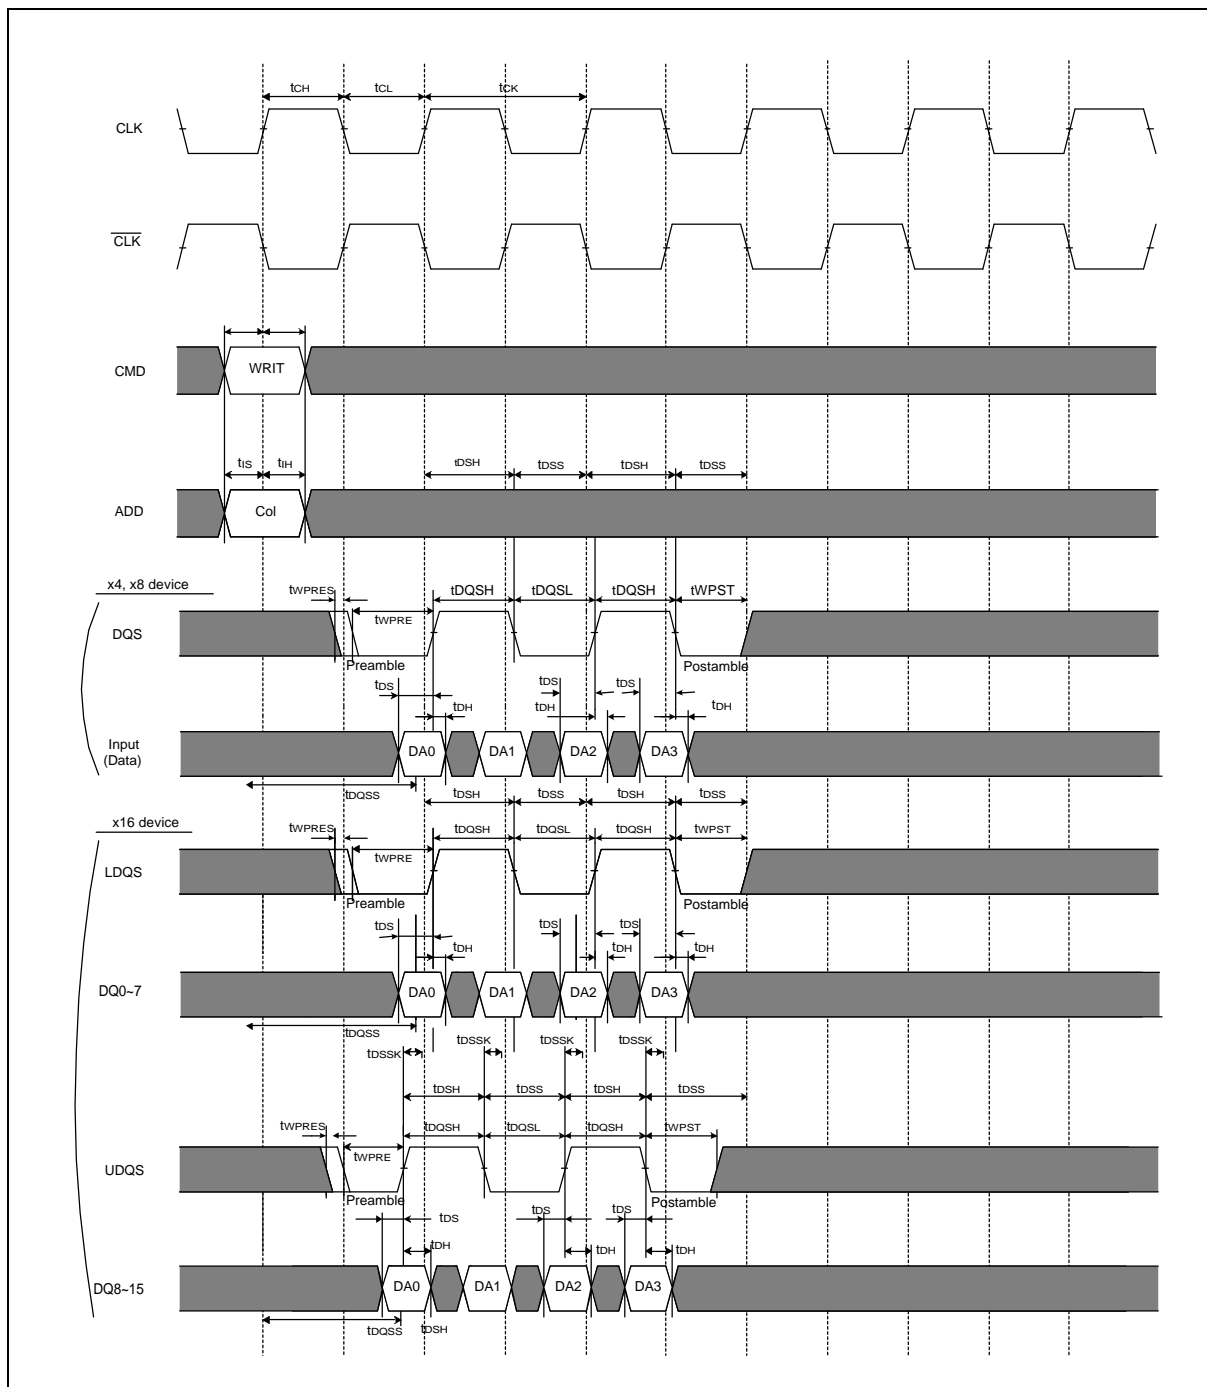 tCH tCL tCK
CLK
CLK
CMD WRIT
tIS tIH tDSH tDSS tDSH tDSS
ADD Col
x4, x8 device
tWPRES tDQSH tDQSL tDQSH tWPST
tWPRE
DQS
Preamble Postamble
tDS tDS tDS
tDH tDH tDH
Input
(Data)
DA0 DA1 DA2 DA3
tDQSS tDSH tDSS tDSH tDSS
x16 device
tWPRES tDQSH tDQSL tDQSH tWPST
tWPRE
LDQS
Preamble Postamble
tDS tDS tDS
tDH tDH tDH
DQ0~7 DA0 DA1 DA2 DA3
tDQSS
tDSSK tDSSK tDSSK tDSSK
tDSH tDSS tDSH tDSS
tWPRES tDQSH tDQSL tDQSH tWPST
tWPRE
UDQS
Preamble Postamble
tDS tDS tDS
tDH tDH tDH
DQ8~15 DA0 DA1 DA2 DA3
tDQSS tDSH